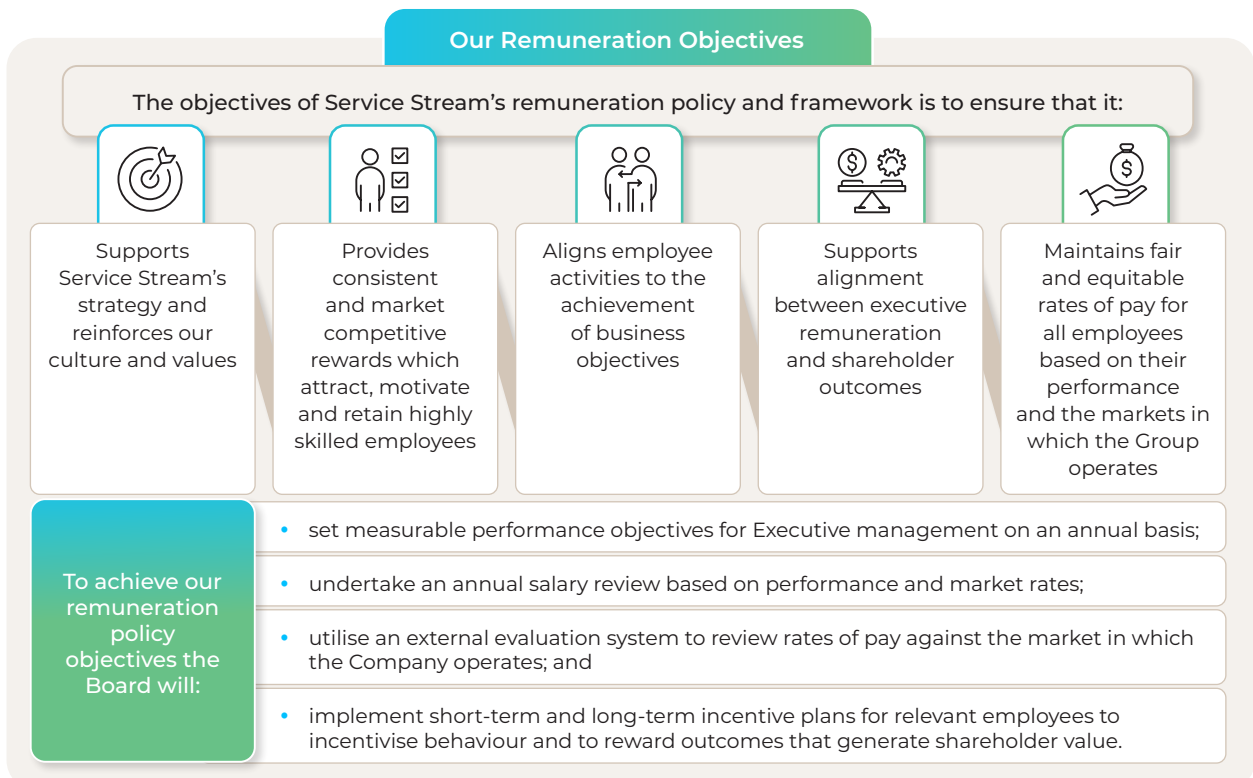 Our Remuneration Objectives
The objectives of Service Stream’s remuneration policy and framework is to ensure that it:
Supports
Service Stream’s
strategy and
reinforces our
culture and values
Provides
consistent
and market
competitive
rewards which
attract, motivate
and retain highly
skilled employees
Aligns employee
activities to the
achievement
of business
objectives
Supports
alignment
between executive
remuneration
and shareholder
outcomes
Maintains fair
and equitable
rates of pay for
all employees
based on their
performance
and the markets in
which the Group
operates
To achieve our
remuneration
policy
objectives the
Board will:
• set measurable performance objectives for Executive management on an annual basis;
• undertake an annual salary review based on performance and market rates;
• utilise an external evaluation system to review rates of pay against the market in which
the Company operates; and
• implement short-term and long-term incentive plans for relevant employees to
incentivise behaviour and to reward outcomes that generate shareholder value.